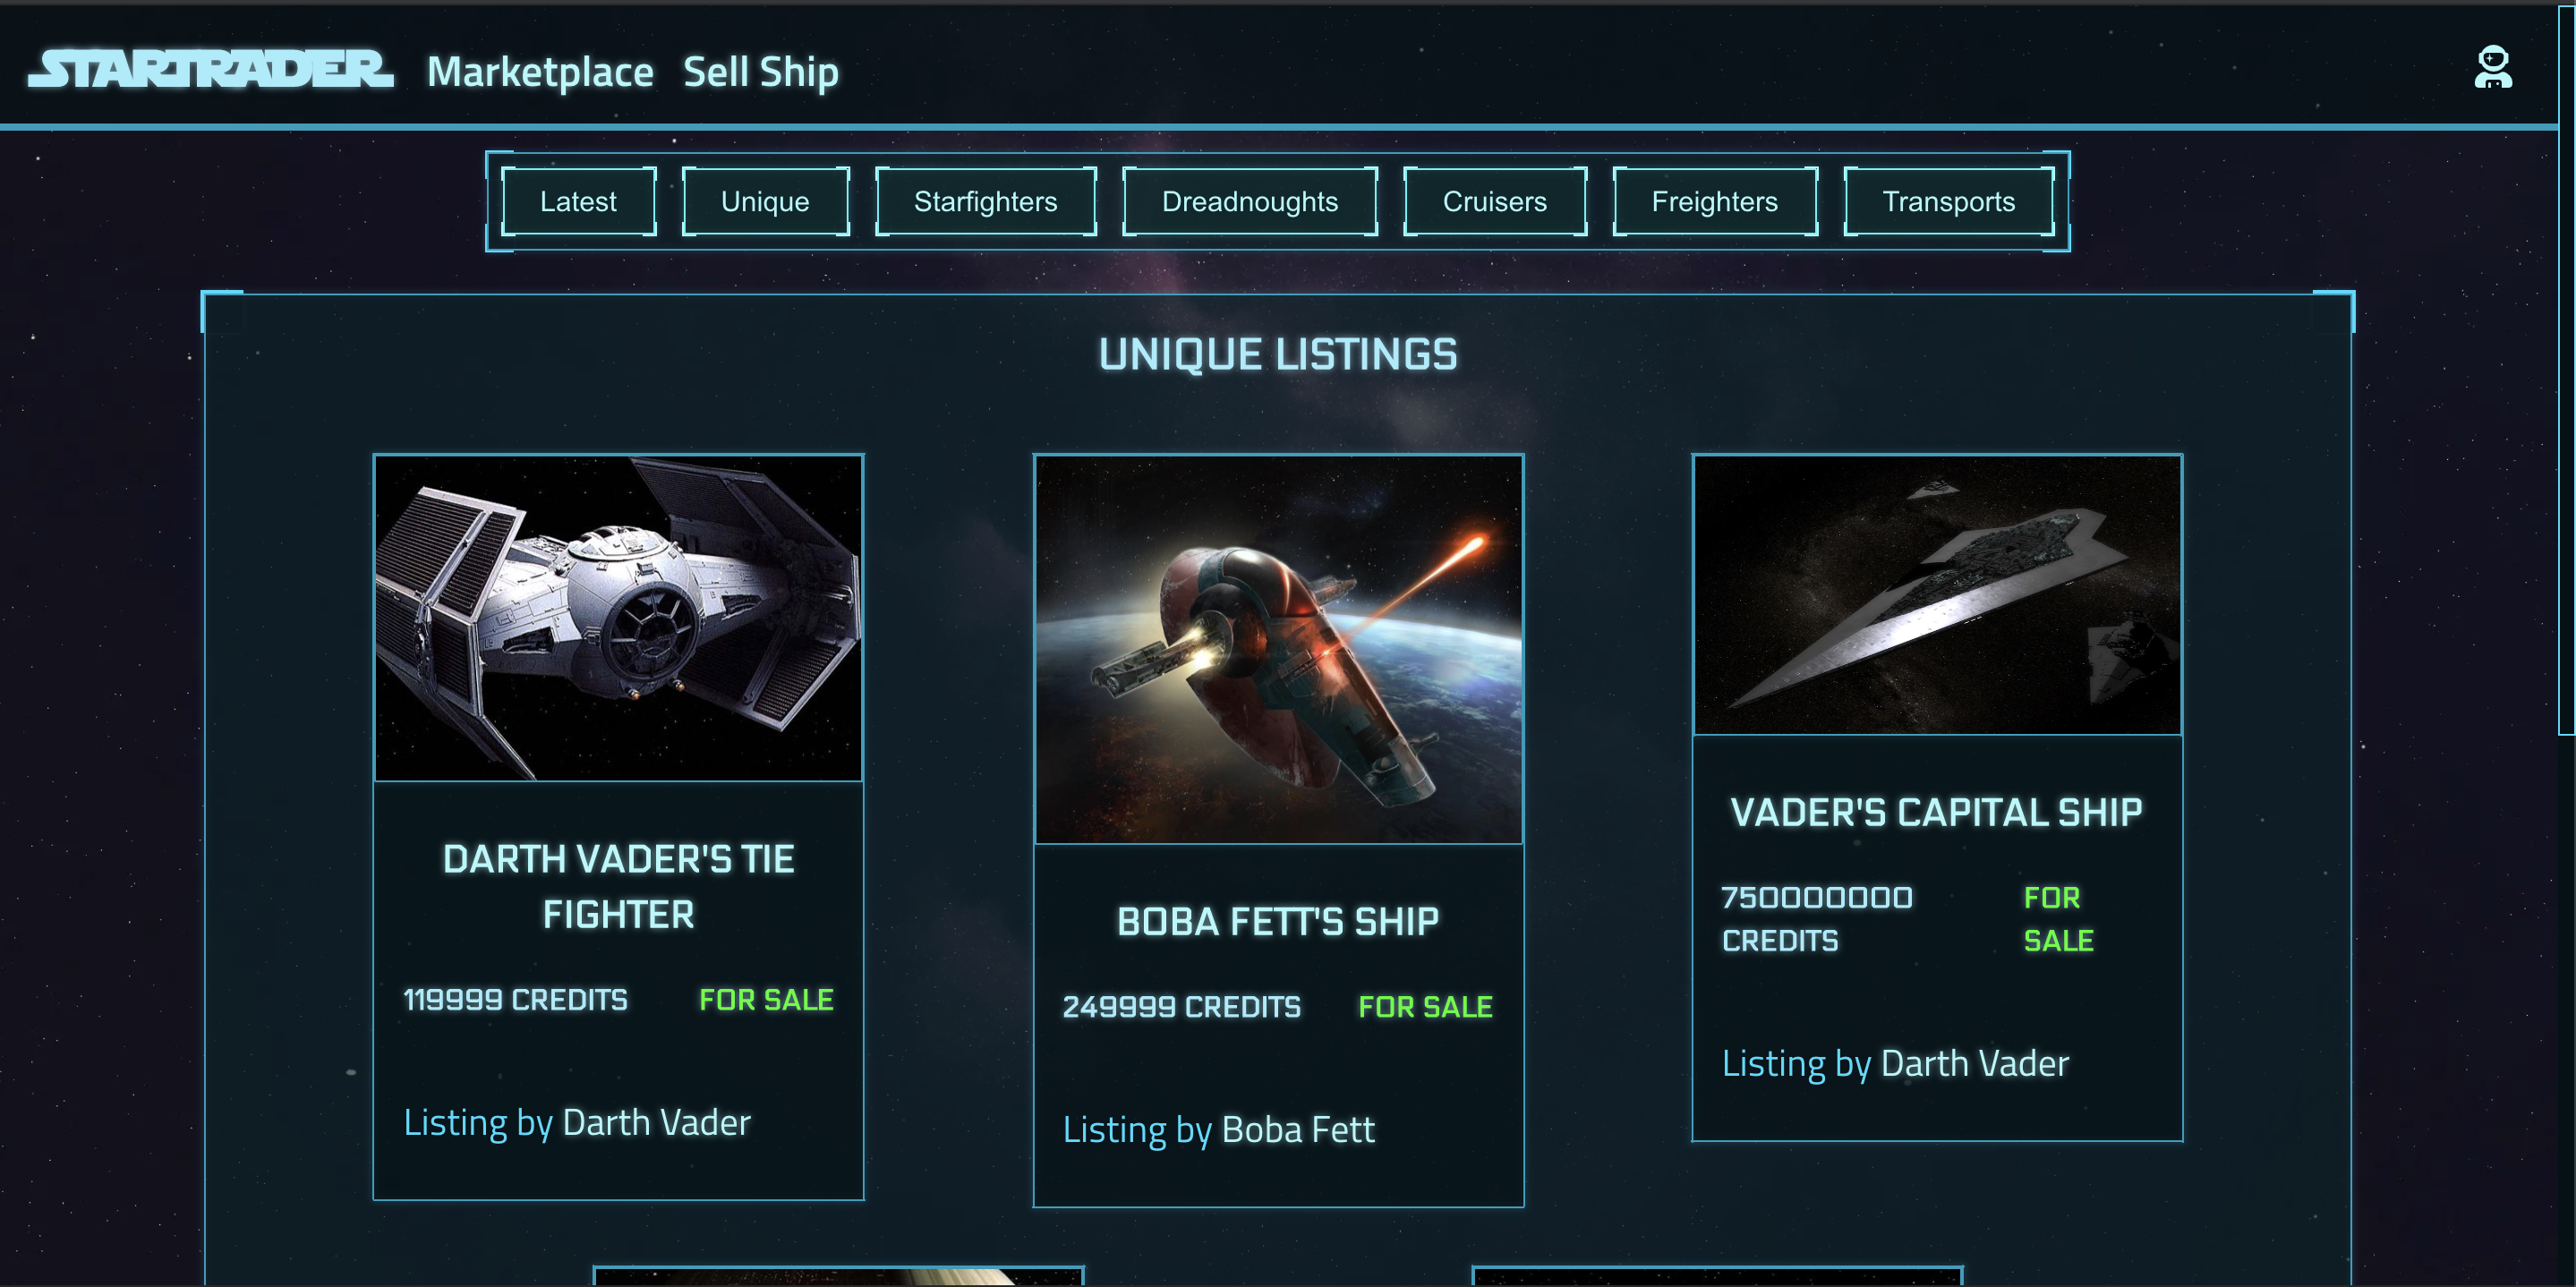 STARTRADER Marketplace Sell Ship
Latest Unique Starfighters Dreadnoughts Cruisers Freighters Transports
UNIQUE LISTINGS
DARTH VADER'S TIE
FIGHTER
119999 CREDITS FOR SALE
Listing by Darth Vader
BOBA FETT'S SHIP
249999 CREDITS FOR SALE
Listing by Boba Fett
VADER'S CAPITAL SHIP
750000000 FOR
CREDITS SALE
Listing by Darth Vader